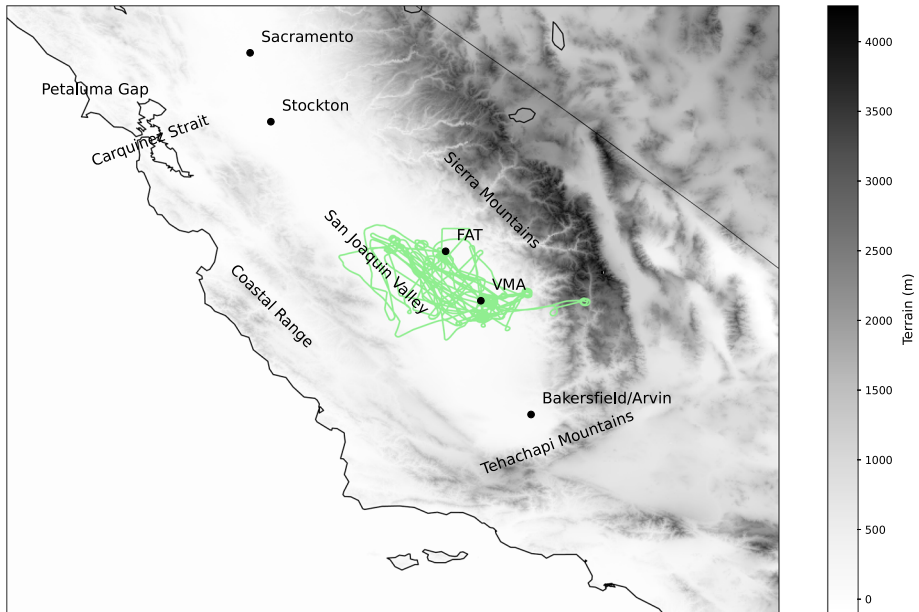 Sacramento
Petaluma Gap
Stockton
Carquinez Strait
Sierra Mountains
San Joaquin Valley
FAT
Coastal Range
VMA
Bakersfield/Arvin
Tehachapi Mountains
4000
3500
3000
2500
2000
1500
1000
500
0
Terrain (m)